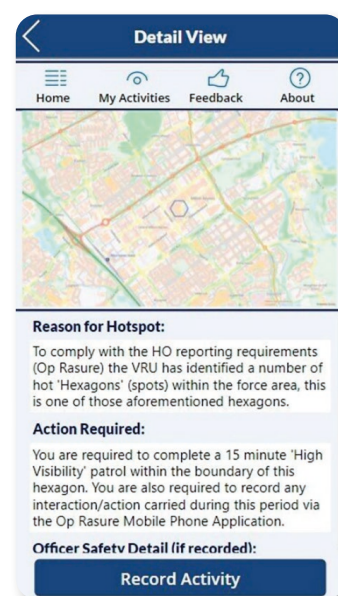 Detail View
Home My Activities Feedback About
Reason for Hotspot:
To comply with the HO reporting requirements
(Op Rasure) the VRU has identified a number of
hot 'Hexagons' (spots) within the force area, this
is one of those aforementioned hexagons.
Action Required:
You are required to complete a 15 minute 'High
Visibility' patrol within the boundary of this
hexagon. You are also required to record any
interaction/action carried during this period via
the Op Rasure Mobile Phone Application.
Officer Safety Detail (if recorded):
Record Activity